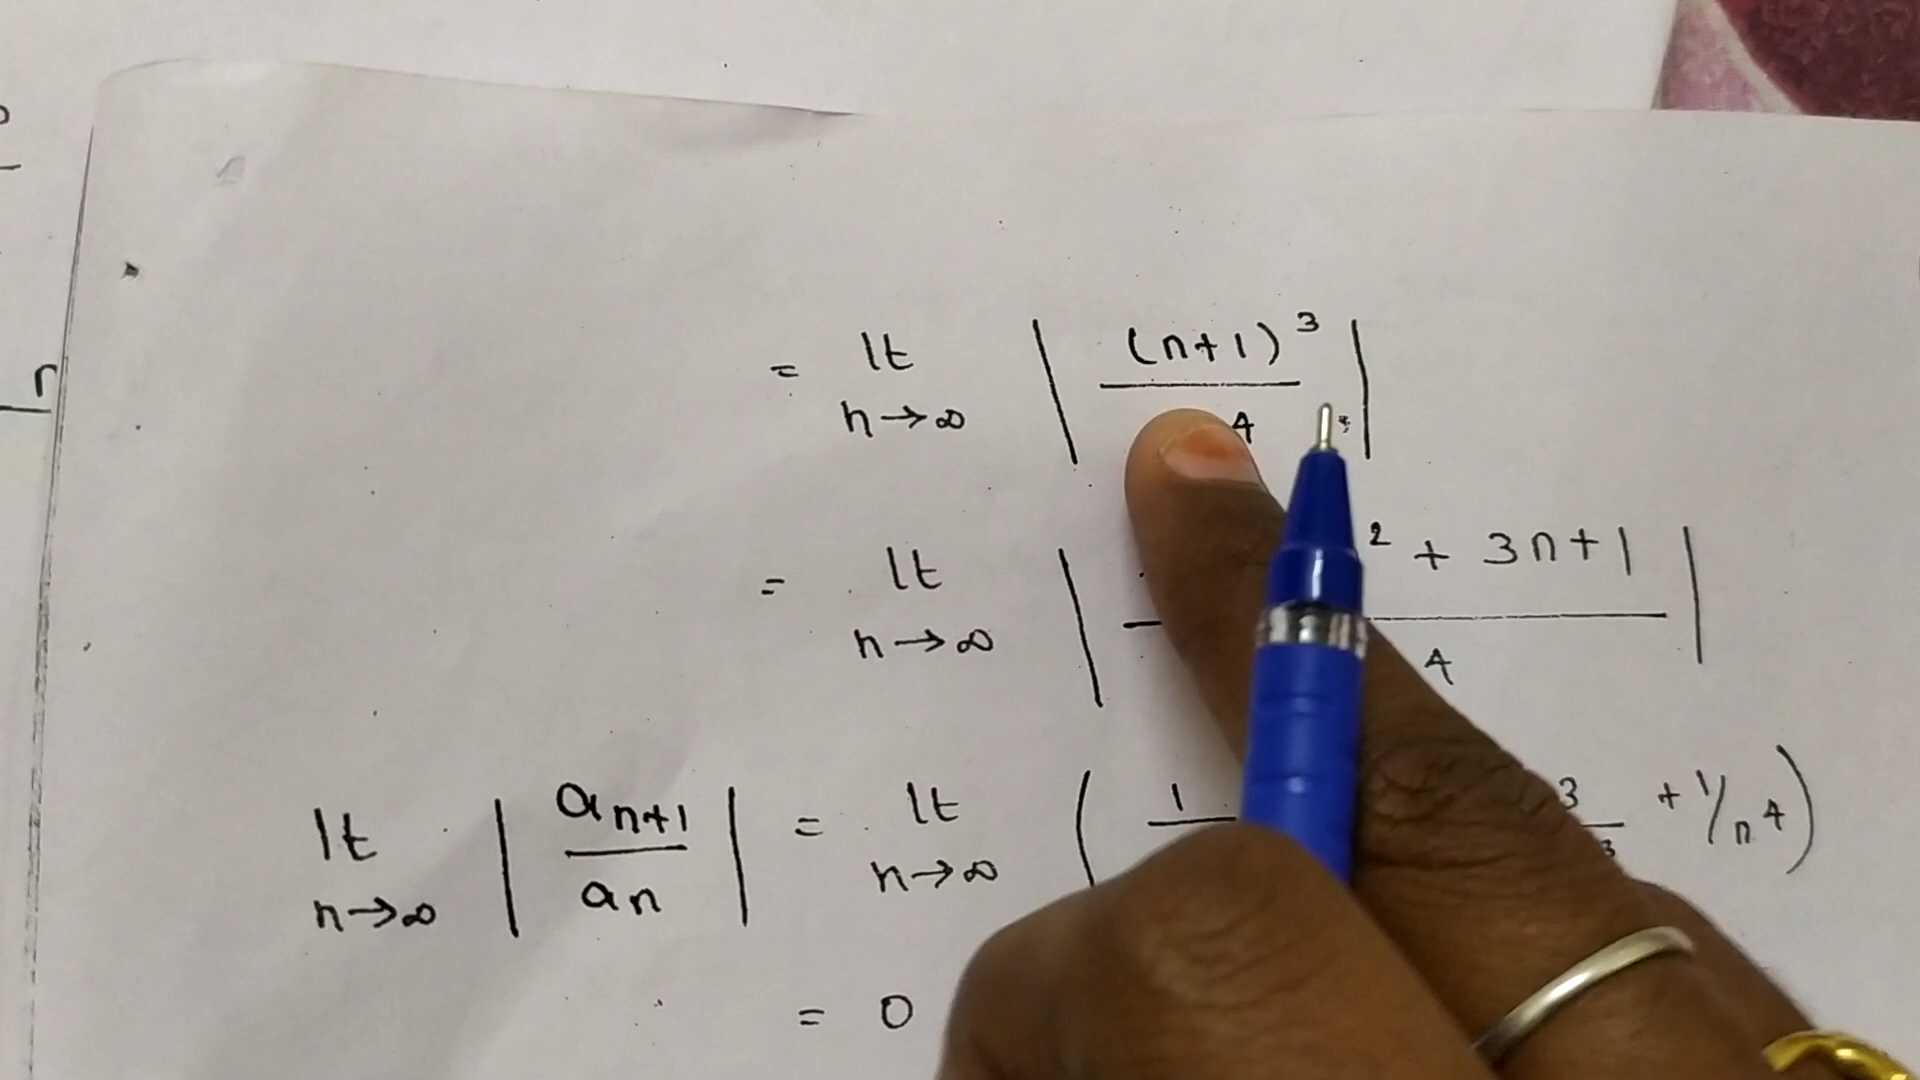 = lt n→∞ | (n+1)³ / 4 |
= lt n→∞ | ² + 3n+1 / 4 |
lt n→∞ | aₙ₊₁ / aₙ | = lt n→∞ ( 1 3 / 3 + 1/n⁴ )
= 0